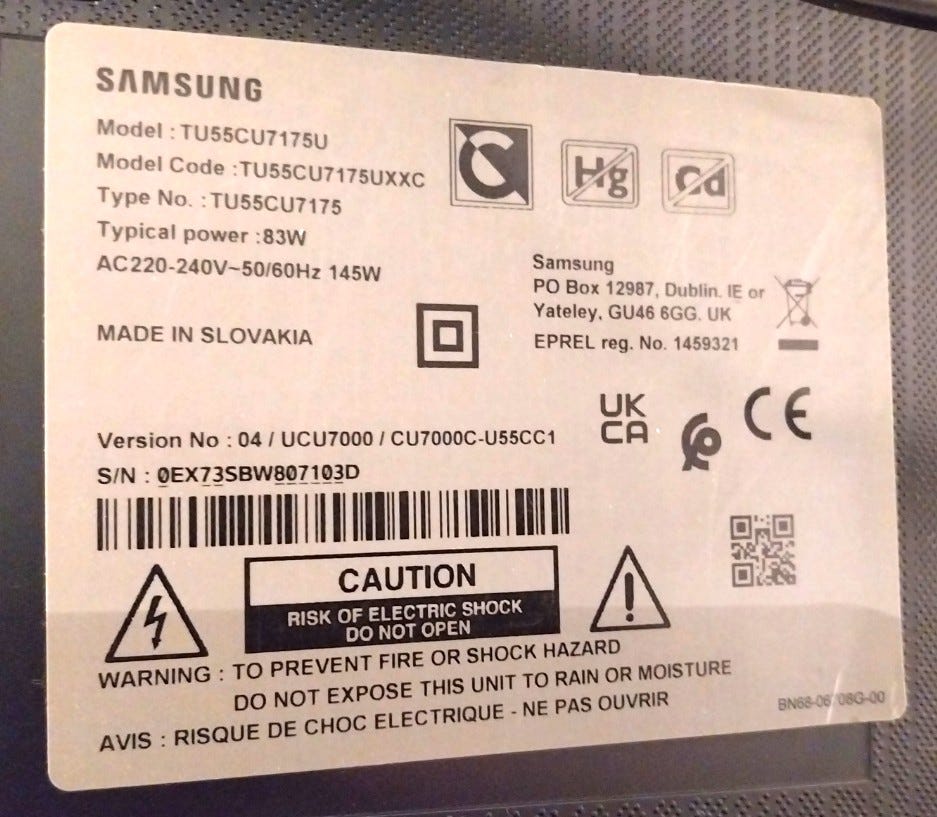 SAMSUNG
Model : TU55CU7175U
Model Code : TU55CU7175UXXC
Type No. : TU55CU7175
Typical power : 83W
AC220-240V~50/60Hz 145W
Hg
Cd
Samsung
PO Box 12987, Dublin. IE or
Yateley, GU46 6GG. UK
EPREL reg. No. 1459321
MADE IN SLOVAKIA
UK
CA
CE
Version No : 04 / UCU7000 / CU7000C-U55CC1
S/N : 0EX73SBW807103D
CAUTION
RISK OF ELECTRIC SHOCK
DO NOT OPEN
WARNING : TO PREVENT FIRE OR SHOCK HAZARD
DO NOT EXPOSE THIS UNIT TO RAIN OR MOISTURE
AVIS : RISQUE DE CHOC ELECTRIQUE - NE PAS OUVRIR